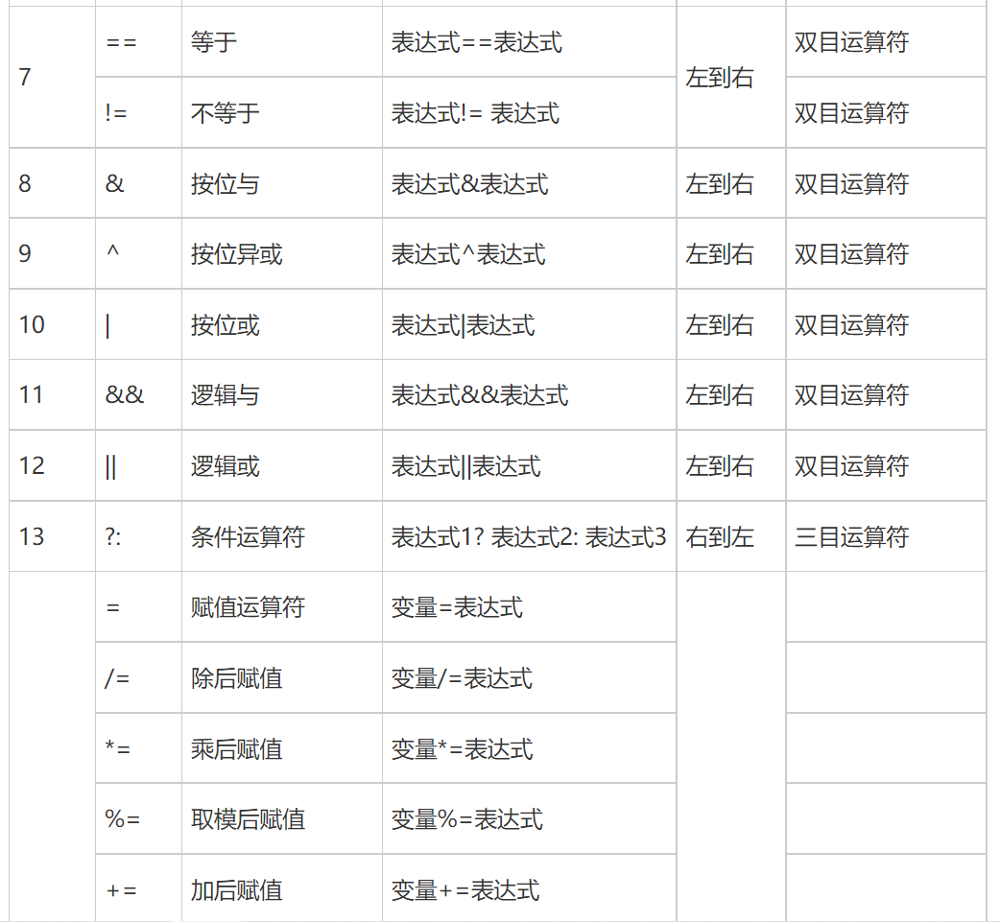 == 等于 表达式==表达式 双目运算符
7 左到右
!= 不等于 表达式!= 表达式 双目运算符
8 & 按位与 表达式&表达式 左到右 双目运算符
9 ^ 按位异或 表达式^表达式 左到右 双目运算符
10 | 按位或 表达式|表达式 左到右 双目运算符
11 && 逻辑与 表达式&&表达式 左到右 双目运算符
12 || 逻辑或 表达式||表达式 左到右 双目运算符
13 ?: 条件运算符 表达式1? 表达式2: 表达式3 右到左 三目运算符
= 赋值运算符 变量=表达式
/= 除后赋值 变量/=表达式
*= 乘后赋值 变量*=表达式
%= 取模后赋值 变量%=表达式
+= 加后赋值 变量+=表达式